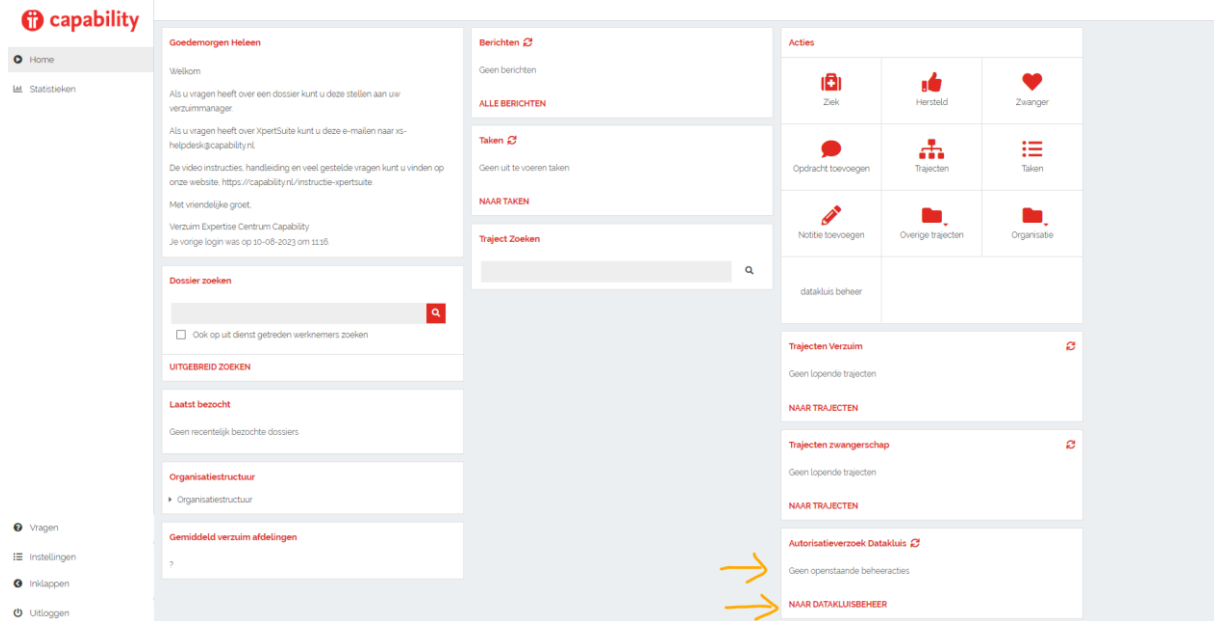 capability
Home
Statistieken
Vragen
Instellingen
Inklappen
Uitloggen
Goedemorgen Heleen
Welkom
Als u vragen heeft over een dossier kunt u deze stellen aan uw
verzuimmanager.
Als u vragen heeft over XpertSuite kunt u deze e-mailen naar xs-
helpdesk@capability.nl.
De video instructies, handleiding en veel gestelde vragen kunt u vinden op
onze website, https://capability.nl/instructie-xpertsuite.
Met vriendelijke groet,
Verzuim Expertise Centrum Capability
Je vorige login was op 10-08-2023 om 11:16.
Dossier zoeken
Ook op uit dienst getreden werknemers zoeken
UITGEBREID ZOEKEN
Laatst bezocht
Geen recentelijk bezochte dossiers
Organisatiestructuur
Organisatiestructuur
Gemiddeld verzuim afdelingen
?
Berichten
Geen berichten
ALLE BERICHTEN
Taken
Geen uit te voeren taken
NAAR TAKEN
Traject Zoeken
Acties
Ziek
Hersteld
Zwanger
Opdracht toevoegen
Trajecten
Taken
Notitie toevoegen
Overige trajecten
Organisatie
datakluis beheer
Trajecten Verzuim
Geen lopende trajecten
NAAR TRAJECTEN
Trajecten zwangerschap
Geen lopende trajecten
NAAR TRAJECTEN
Autorisatieverzoek Datakluis
Geen openstaande beheeracties
NAAR DATAKLUISBEHEER